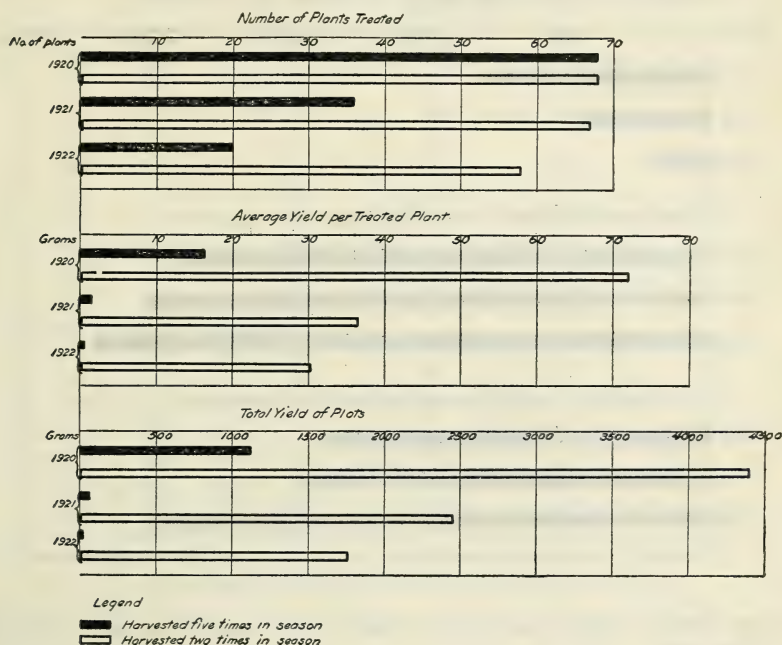 Number of Plants Treated
No. of plants 10 20 30 40 50 60 70
1920
1921
1922
Average Yield per Treated Plant.
Grams 10 20 30 40 50 60 70 80
1920
1921
1922
Total Yield of Plots
Grams 500 1000 1500 2000 2500 3000 3500 4000 4300
1920
1921
1922
Legend
Harvested five times in season
Harvested two times in season